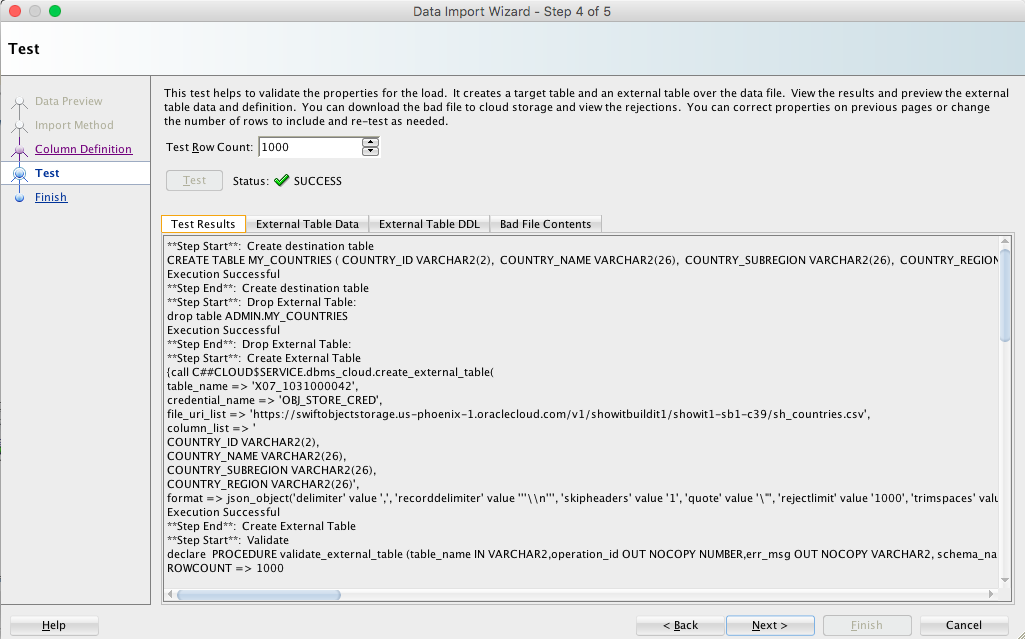 Data Import Wizard - Step 4 of 5
Test
Data Preview
Import Method
Column Definition
Test
Finish
This test helps to validate the properties for the load. It creates a target table and an external table over the data file. View the results and preview the external
table data and definition. You can download the bad file to cloud storage and view the rejections. You can correct properties on previous pages or change
the number of rows to include and re-test as needed.
Test Row Count: 1000
Test Status: SUCCESS
Test Results External Table Data External Table DDL Bad File Contents
**Step Start**: Create destination table
CREATE TABLE MY_COUNTRIES ( COUNTRY_ID VARCHAR2(2), COUNTRY_NAME VARCHAR2(26), COUNTRY_SUBREGION VARCHAR2(26), COUNTRY_REGION
Execution Successful
**Step End**: Create destination table
**Step Start**: Drop External Table:
drop table ADMIN.MY_COUNTRIES
Execution Successful
**Step End**: Drop External Table:
**Step Start**: Create External Table
{call C##CLOUD$SERVICE.dbms_cloud.create_external_table(
table_name => 'X07_1031000042',
credential_name => 'OBJ_STORE_CRED',
file_uri_list => 'https://swiftobjectstorage.us-phoenix-1.oraclecloud.com/v1/showitbuildit1/showit1-sb1-c39/sh_countries.csv',
column_list => '
COUNTRY_ID VARCHAR2(2),
COUNTRY_NAME VARCHAR2(26),
COUNTRY_SUBREGION VARCHAR2(26),
COUNTRY_REGION VARCHAR2(26)',
format => json_object('delimiter' value ',', 'recorddelimiter' value '''\\n''', 'skipheaders' value '1', 'quote' value '\"', 'rejectlimit' value '1000', 'trimspaces' valu
Execution Successful
**Step End**: Create External Table
**Step Start**: Validate
declare PROCEDURE validate_external_table (table_name IN VARCHAR2,operation_id OUT NOCOPY NUMBER,err_msg OUT NOCOPY VARCHAR2, schema_na
ROWCOUNT => 1000
Help < Back Next > Finish Cancel